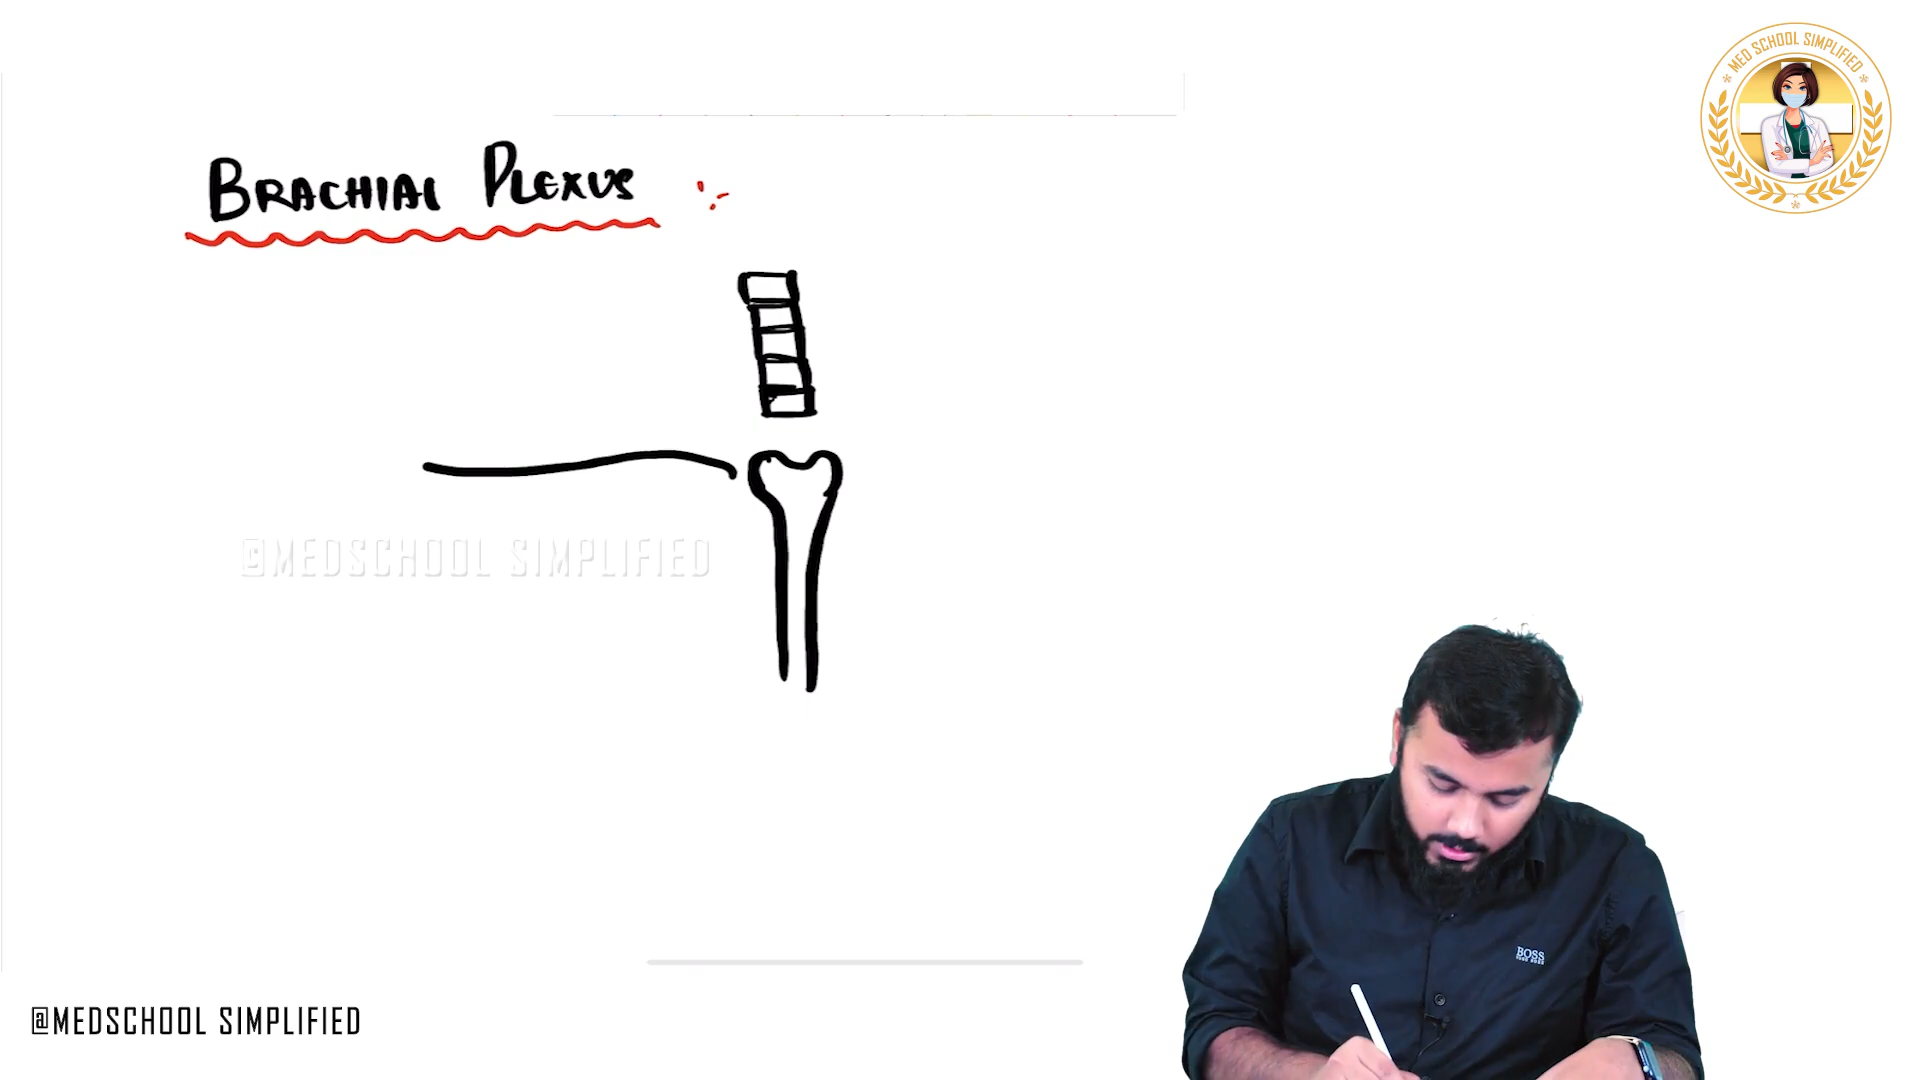 MED SCHOOL SIMPLIFIED
BRACHIAL PLEXUS :-
@MEDSCHOOL SIMPLIFIED
BOSS
@MEDSCHOOL SIMPLIFIED